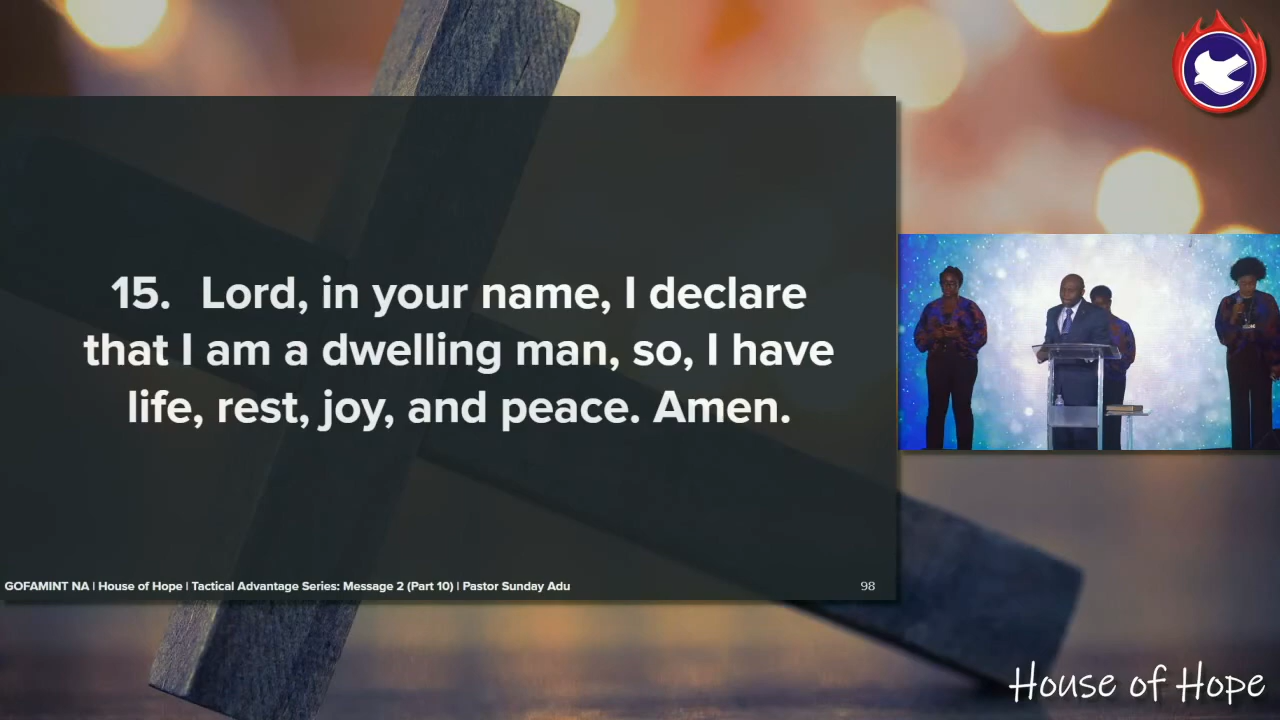 15. Lord, in your name, I declare
that I am a dwelling man, so, I have
life, rest, joy, and peace. Amen.
GOFAMINT NA | House of Hope | Tactical Advantage Series: Message 2 (Part 10) | Pastor Sunday Adu
98
House of Hope